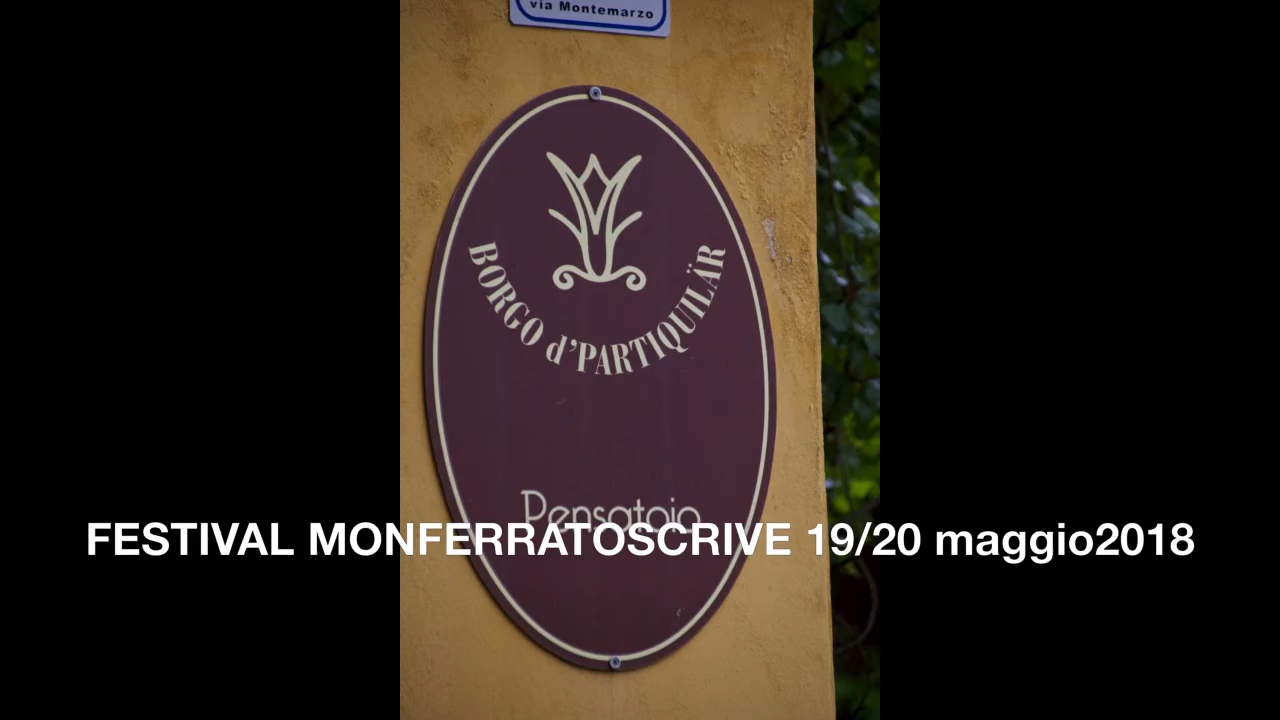 via Montemarzo
BORGO d'PARTIQUILÄR
Pensatoio
FESTIVAL MONFERRATOSCRIVE 19/20 maggio2018